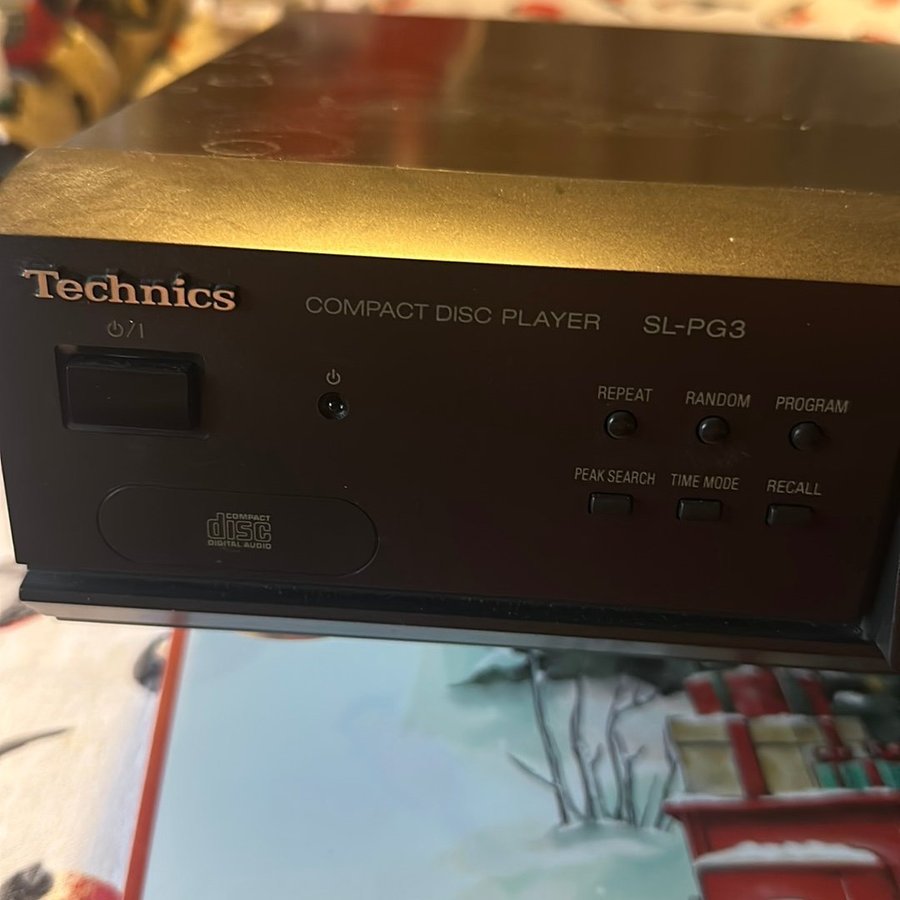 Technics
COMPACT DISC PLAYER SL-PG3
⏻/I
⏻
REPEAT RANDOM PROGRAM
PEAK SEARCH TIME MODE RECALL
COMPACT
disc
DIGITAL AUDIO